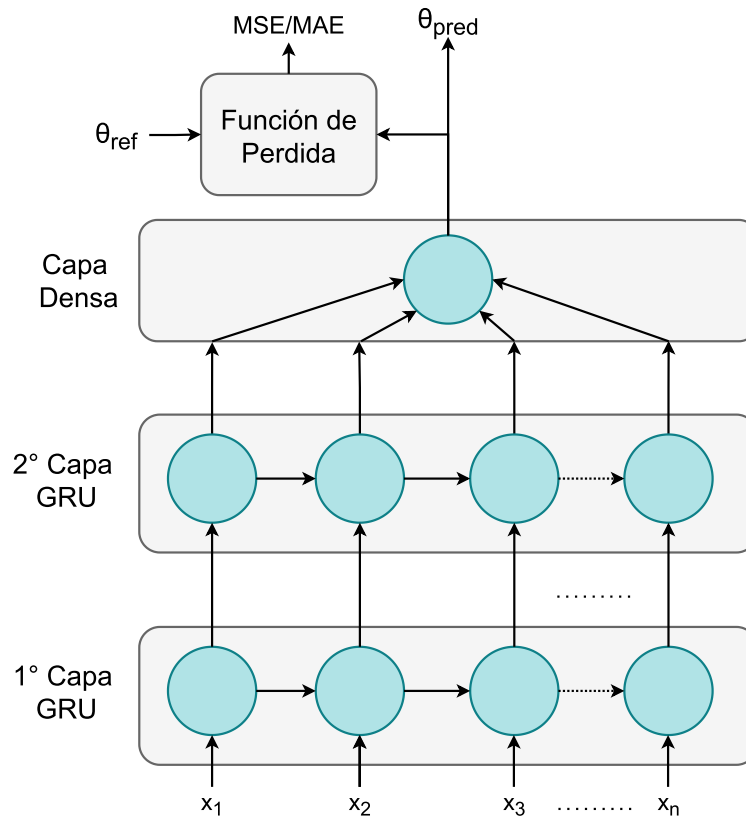 MSE/MAE
θpred
θref
Función de
Perdida
Capa
Densa
2° Capa
GRU
.........
1° Capa
GRU
x1 x2 x3 ......... xn